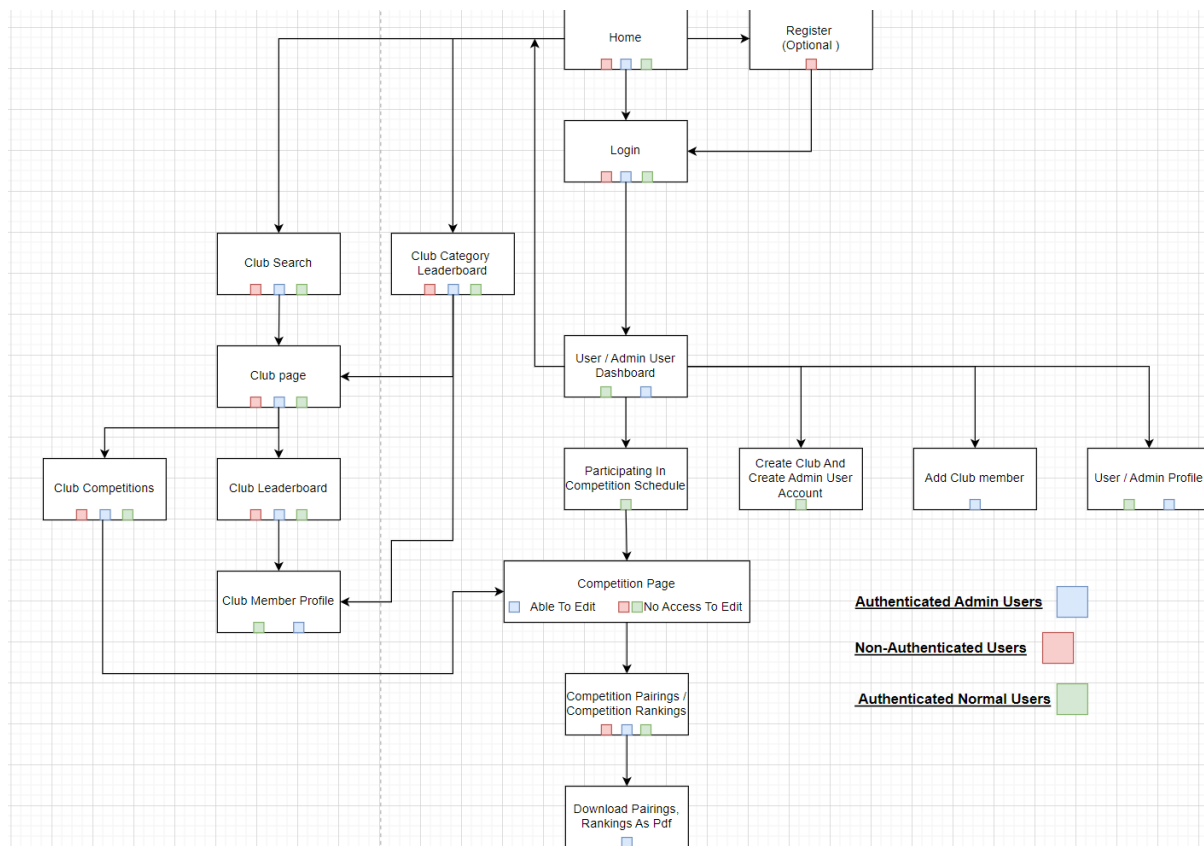 Home
Register
(Optional )
Login
Club Search
Club Category
Leaderboard
Club page
User / Admin User
Dashboard
Club Competitions
Club Leaderboard
Participating In
Competition Schedule
Create Club And
Create Admin User
Account
Add Club member
User / Admin Profile
Club Member Profile
Competition Page
Able To Edit
No Access To Edit
Authenticated Admin Users
Non-Authenticated Users
Authenticated Normal Users
Competition Pairings /
Competition Rankings
Download Pairings,
Rankings As Pdf